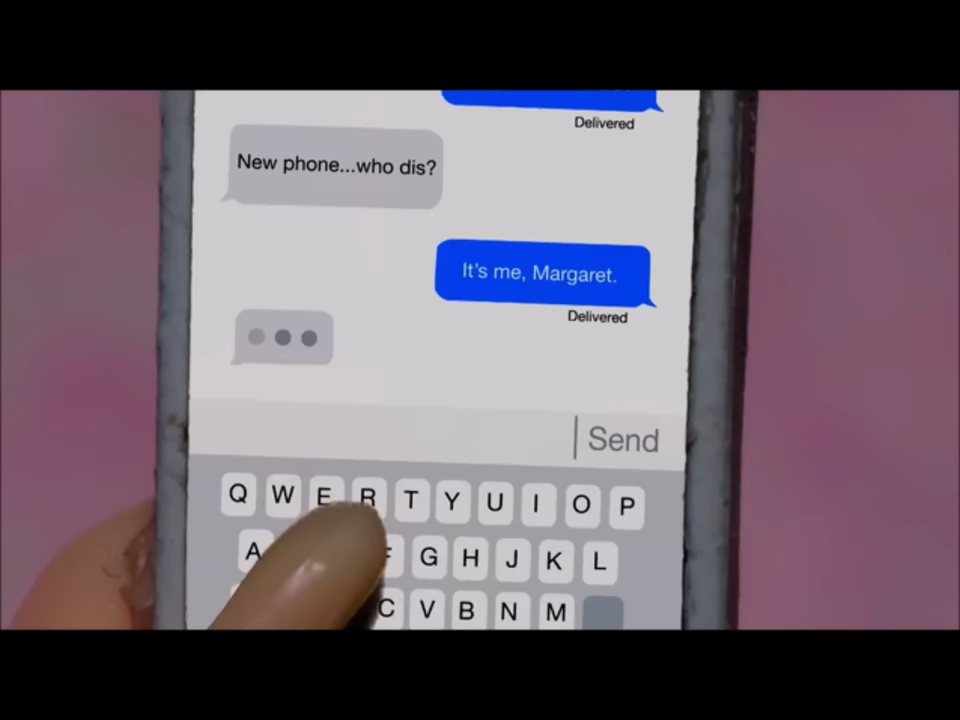 Delivered
New phone...who dis?
It's me, Margaret.
Delivered
Send
Q W E R T Y U I O P
A G H J K L
C V B N M